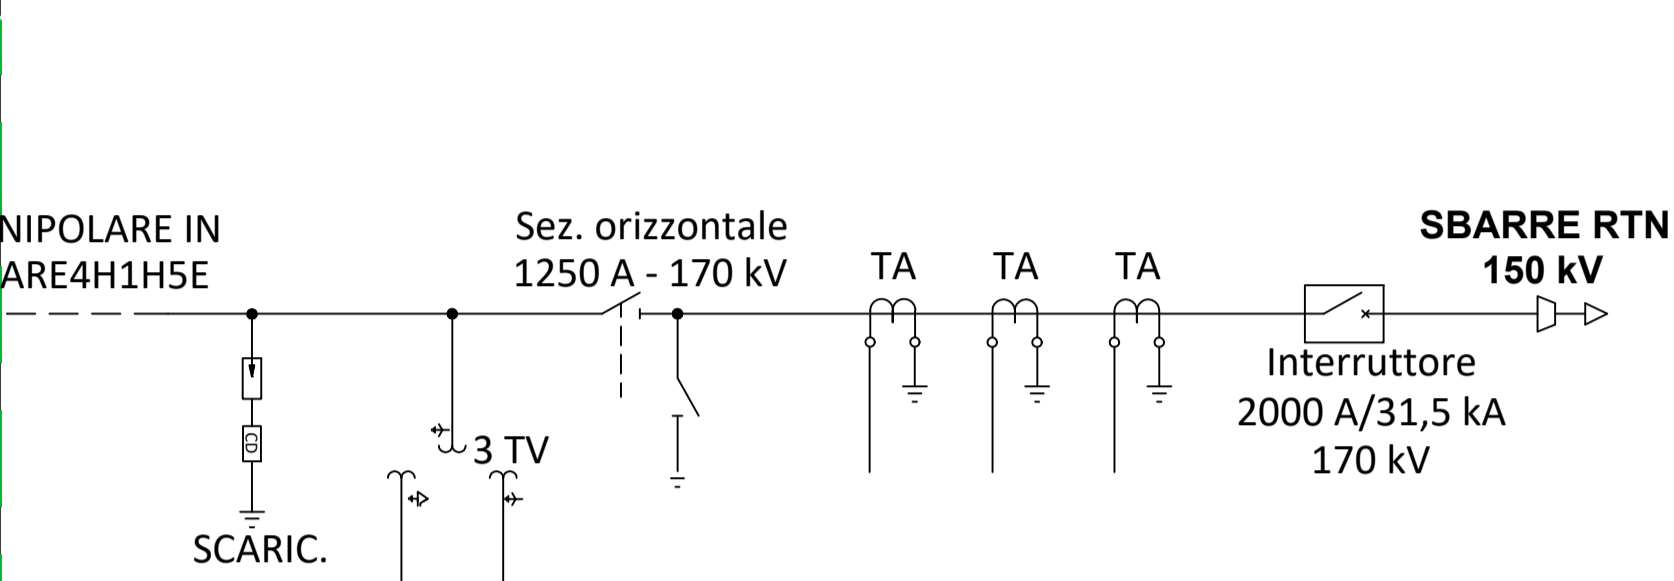 NIPOLARE IN
ARE4H1H5E
Sez. orizzontale
1250 A - 170 kV
TA
TA
TA
SBARRE RTN
150 kV
Interruttore
2000 A/31,5 kA
170 kV
CD
3 TV
SCARIC.